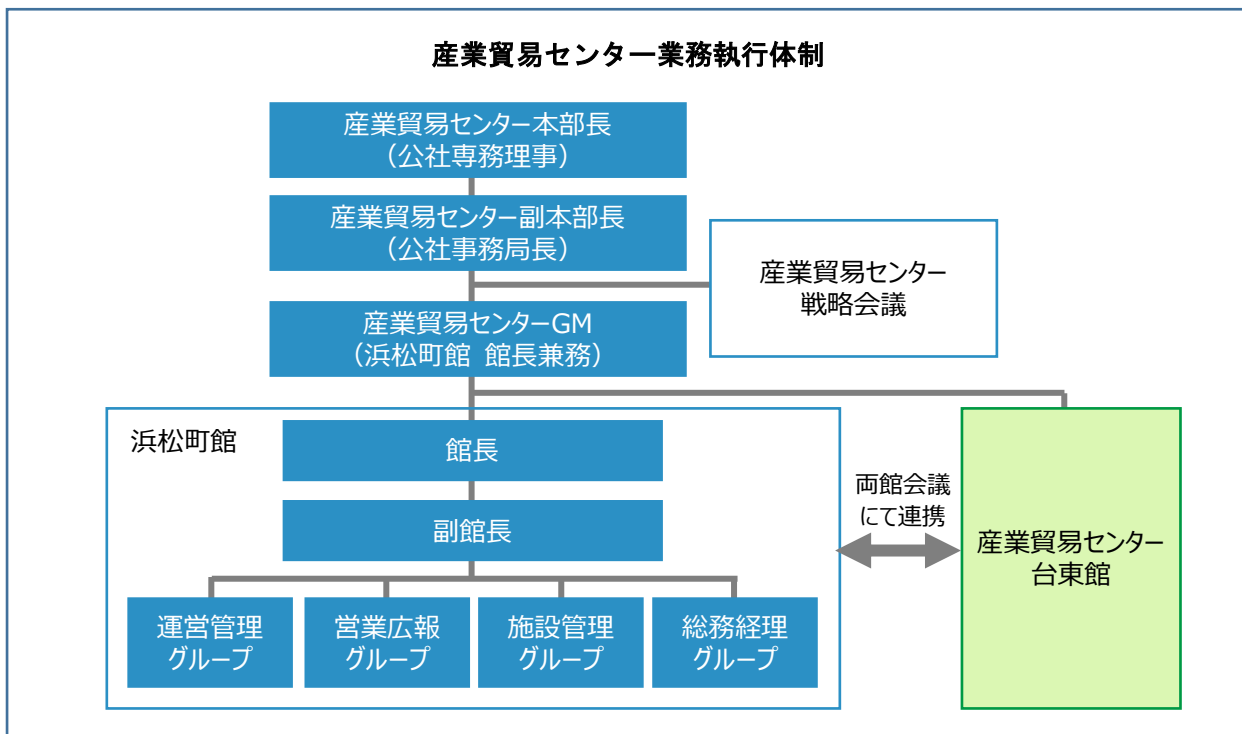 産業貿易センター業務執行体制
産業貿易センター本部長
（公社専務理事）
産業貿易センター副本部長
（公社事務局長）
産業貿易センター
戦略会議
産業貿易センターGM
（浜松町館 館長兼務）
浜松町館
館長
副館長
運営管理
グループ
営業広報
グループ
施設管理
グループ
総務経理
グループ
両館会議
にて連携
産業貿易センター
台東館